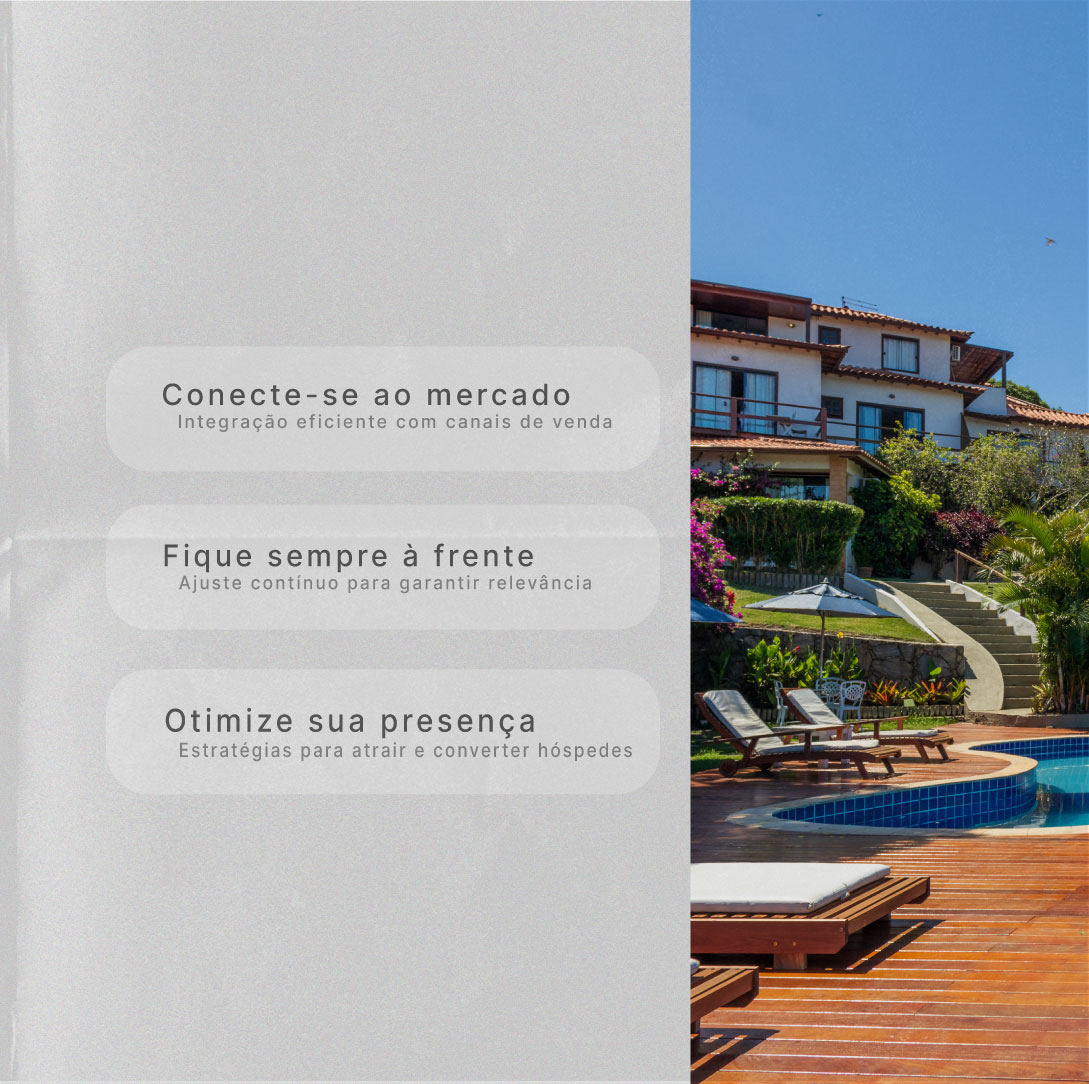 Conecte-se ao mercado
Integração eficiente com canais de venda
Fique sempre à frente
Ajuste contínuo para garantir relevância
Otimize sua presença
Estratégias para atrair e converter hóspedes